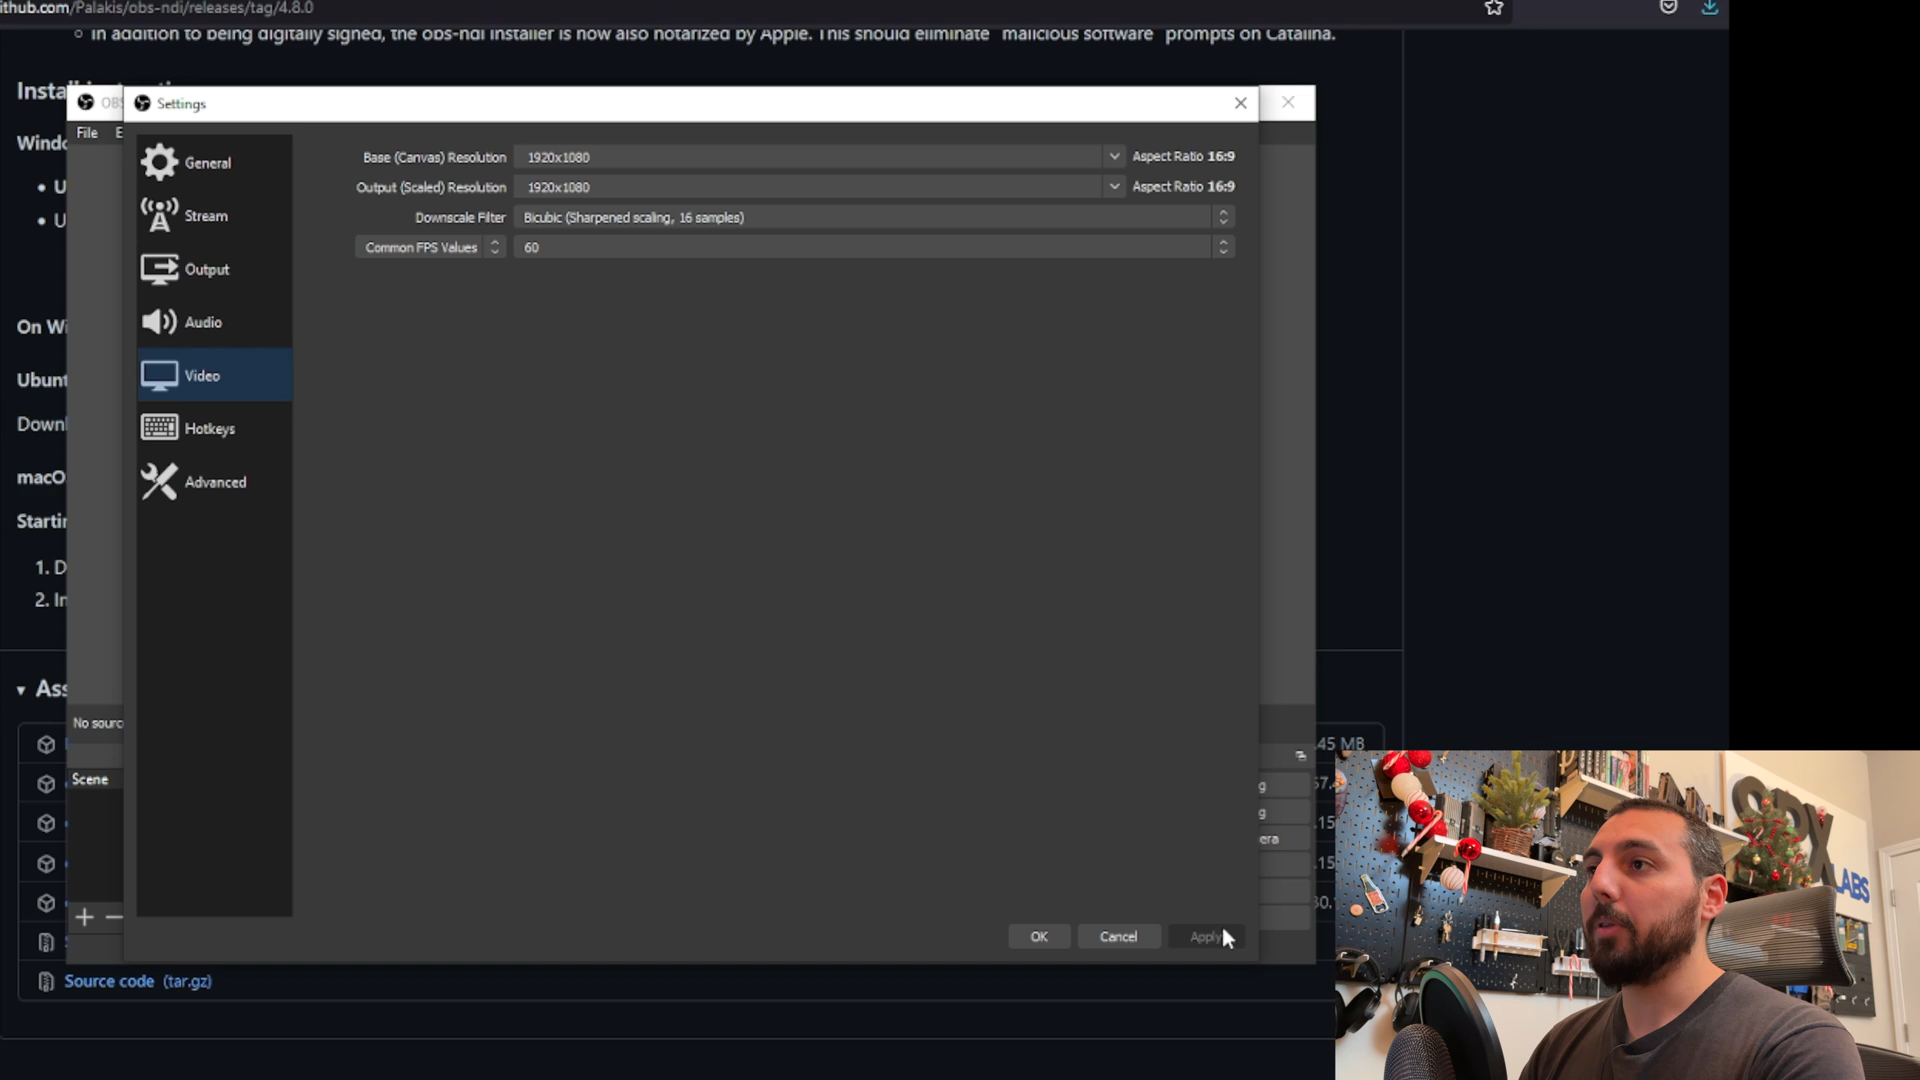 ithub.com/Palakis/obs-ndi/releases/tag/4.8.0
In addition to being digitally signed, the obs-ndi installer is now also notarized by Apple. This should eliminate "malicious software" prompts on Catalina.
Settings
File
General
Stream
Output
Audio
Video
Hotkeys
Advanced
Base (Canvas) Resolution 1920x1080 Aspect Ratio 16:9
Output (Scaled) Resolution 1920x1080 Aspect Ratio 16:9
Downscale Filter Bicubic (Sharpened scaling, 16 samples)
Common FPS Values 60
On Wi
Ubunt
Downl
macO
Startin
1. D
2. In
Ass
No sourc
Scene
OK Cancel Apply
.45 MB
era
Source code (tar.gz)
LABS